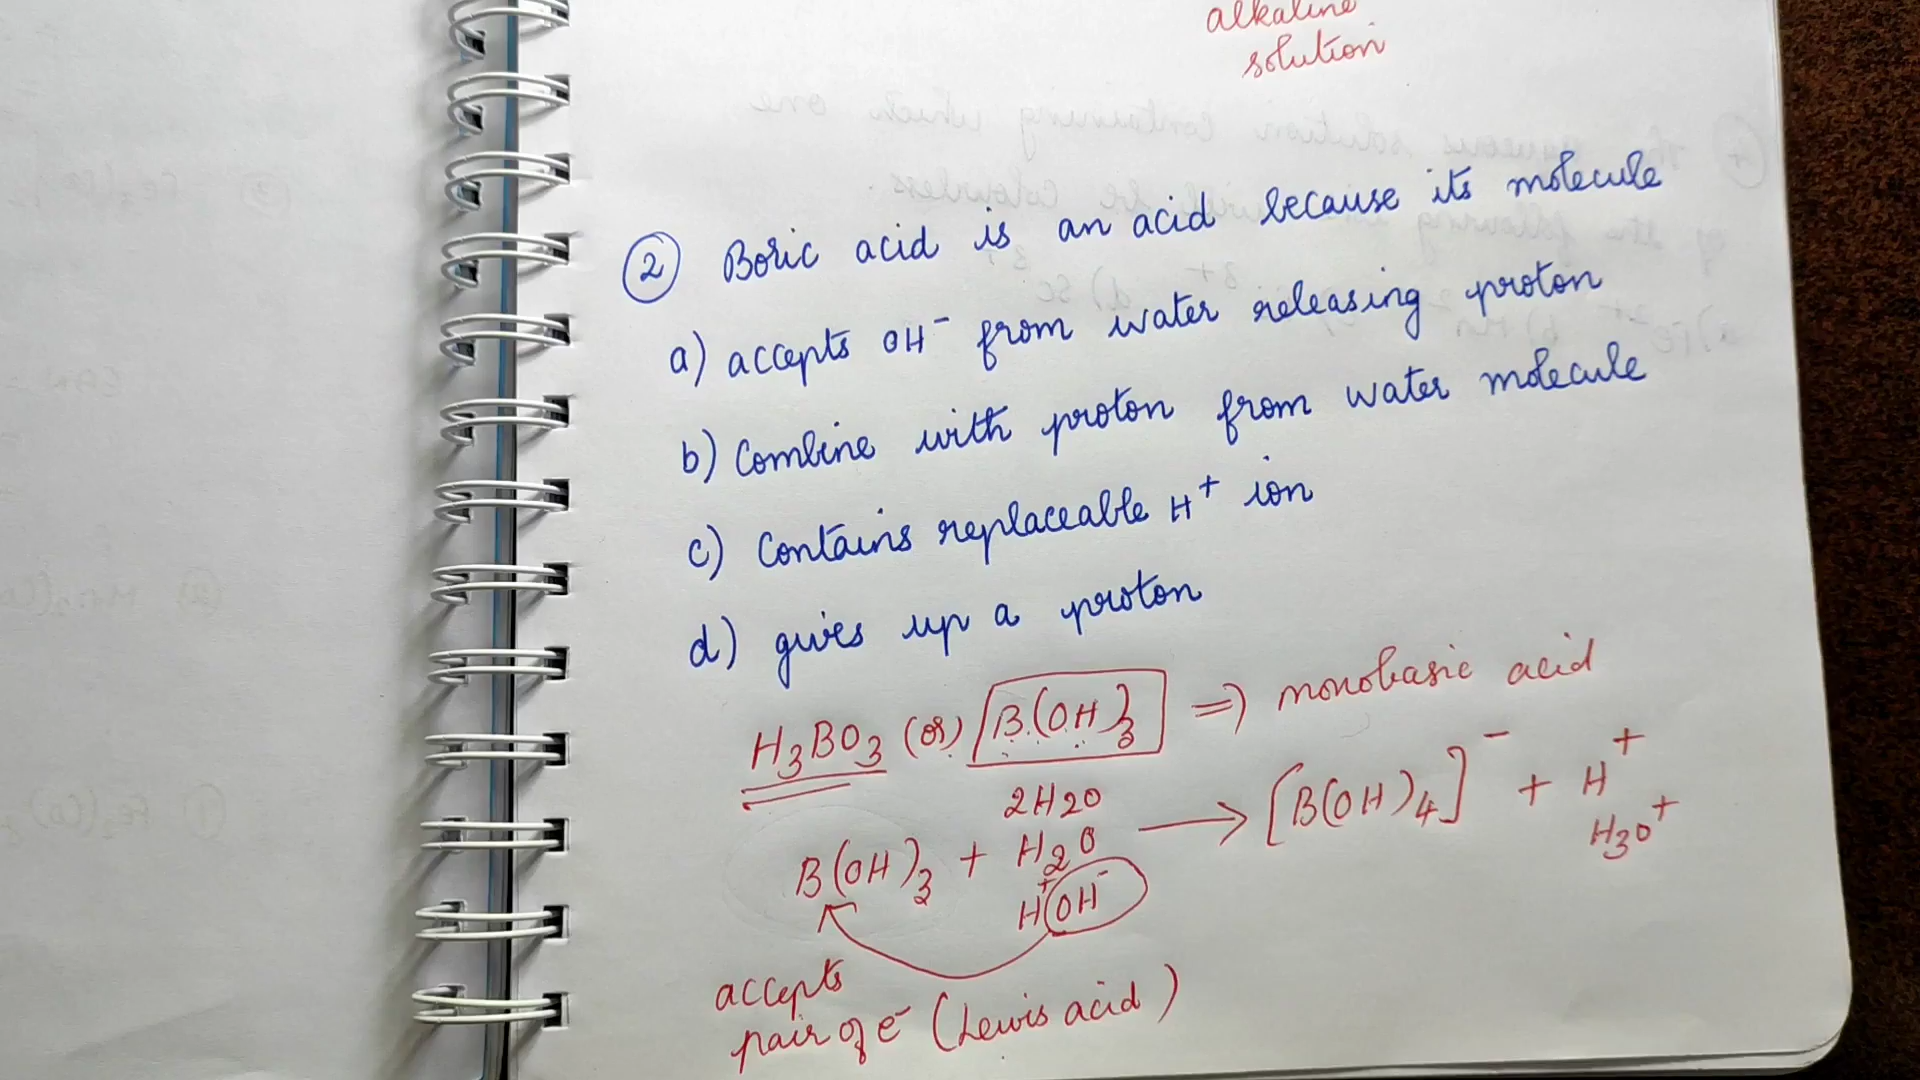 alkaline
solution
② Boric acid is an acid because its molecule
a) accepts OH⁻ from water releasing proton
b) Combine with proton from water molecule
c) Contains replaceable H⁺ ion
d) gives up a proton
H₃BO₃ (or) B(OH)₃ ⇒ monobasic acid
2H2O
B(OH)₃ + H₂O → [B(OH)₄]⁻ + H⁺
H⁺ OH⁻ H₃O⁺
accepts
pair of e⁻ (Lewis acid)